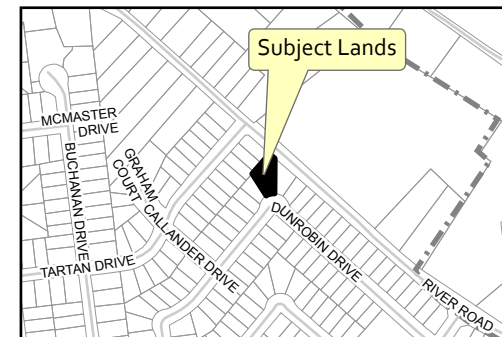 Subject Lands
MCMASTER
DRIVE
BUCHANAN DRIVE
GRAHAM
COURT
CALLANDER DRIVE
TARTAN DRIVE
DUNROBIN DRIVE
RIVER ROAD